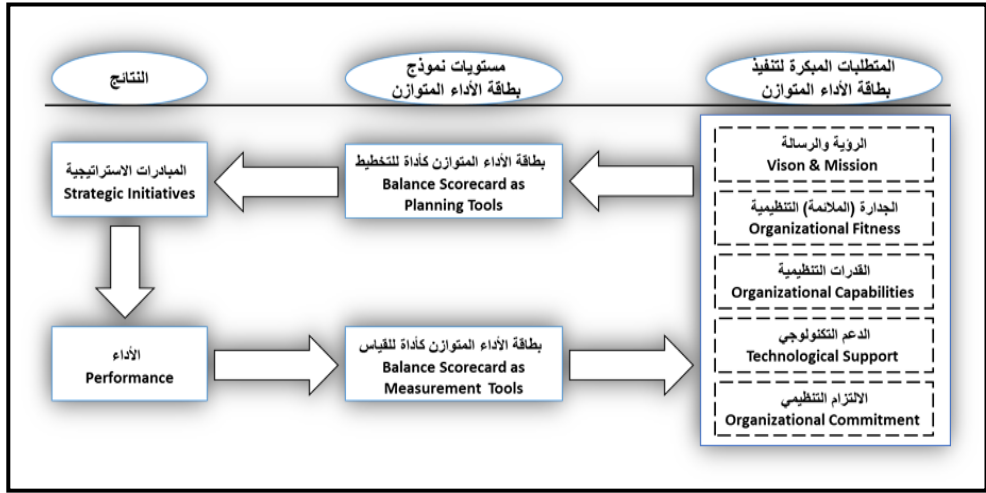 المتطلبات المبكرة لتنفيذ
بطاقة الأداء المتوازن
مستويات نموذج
بطاقة الأداء المتوازن
النتائج
الرؤية والرسالة
Vison & Mission
الجدارة (الملائمة) التنظيمية
Organizational Fitness
القدرات التنظيمية
Organizational Capabilities
الدعم التكنولوجي
Technological Support
الالتزام التنظيمي
Organizational Commitment
بطاقة الأداء المتوازن كأداة للتخطيط
Balance Scorecard as
Planning Tools
المبادرات الاستراتيجية
Strategic Initiatives
الأداء
Performance
بطاقة الأداء المتوازن كأداة للقياس
Balance Scorecard as
Measurement Tools